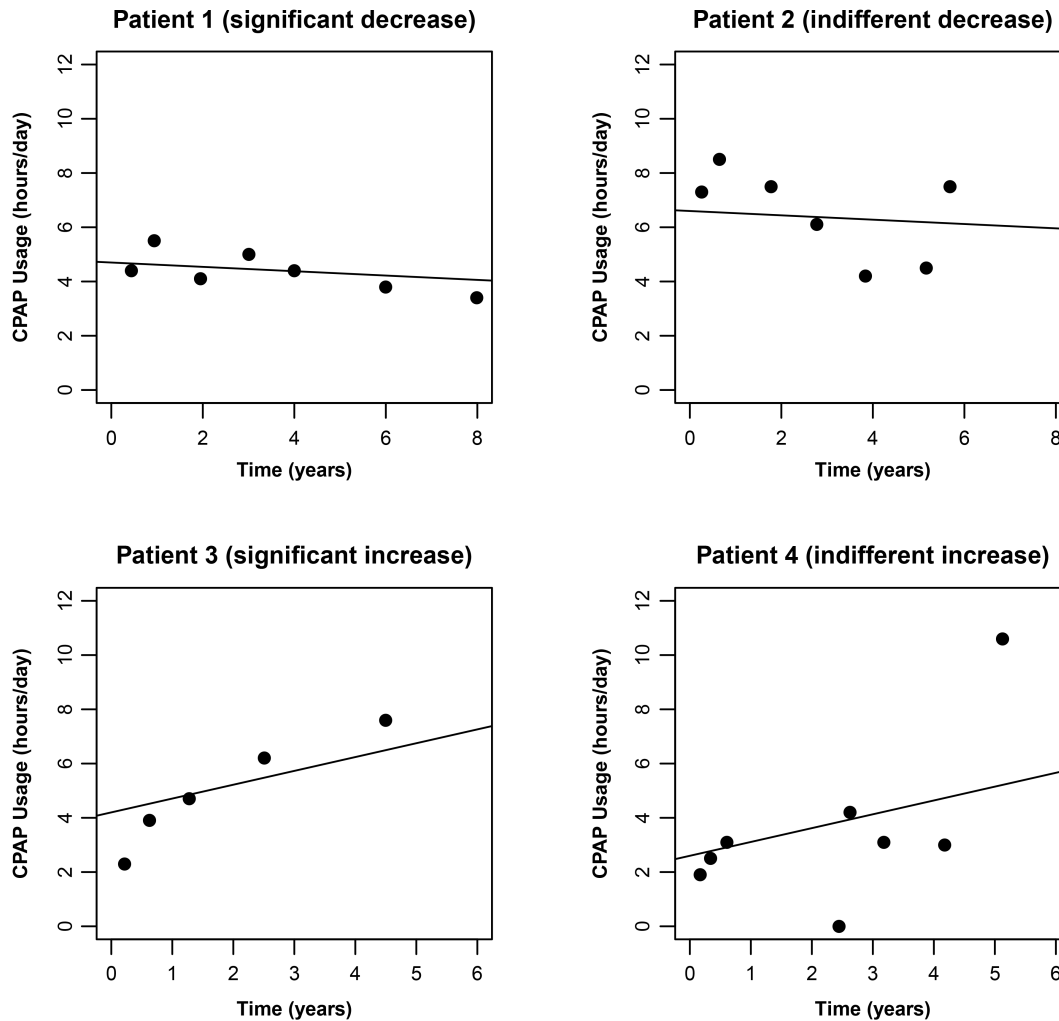 Patient 1 (significant decrease)
CPAP Usage (hours/day)
12
10
8
6
4
2
0
0 2 4 6 8
Time (years)
Patient 2 (indifferent decrease)
CPAP Usage (hours/day)
12
10
8
6
4
2
0
0 2 4 6 8
Time (years)
Patient 3 (significant increase)
CPAP Usage (hours/day)
12
10
8
6
4
2
0
0 1 2 3 4 5 6
Time (years)
Patient 4 (indifferent increase)
CPAP Usage (hours/day)
12
10
8
6
4
2
0
0 1 2 3 4 5 6
Time (years)